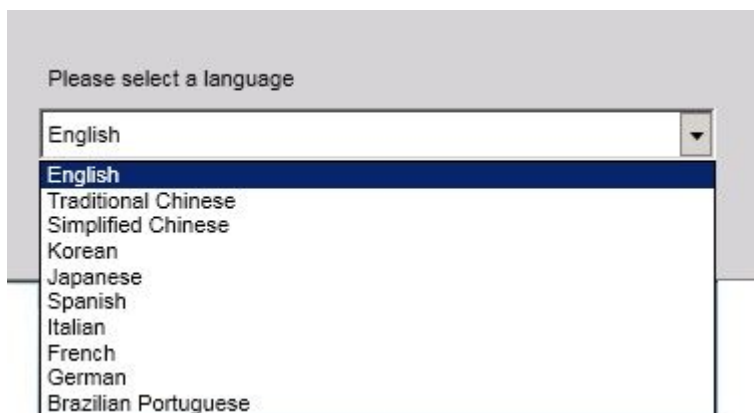 Please select a language
English
English
Traditional Chinese
Simplified Chinese
Korean
Japanese
Spanish
Italian
French
German
Brazilian Portuguese